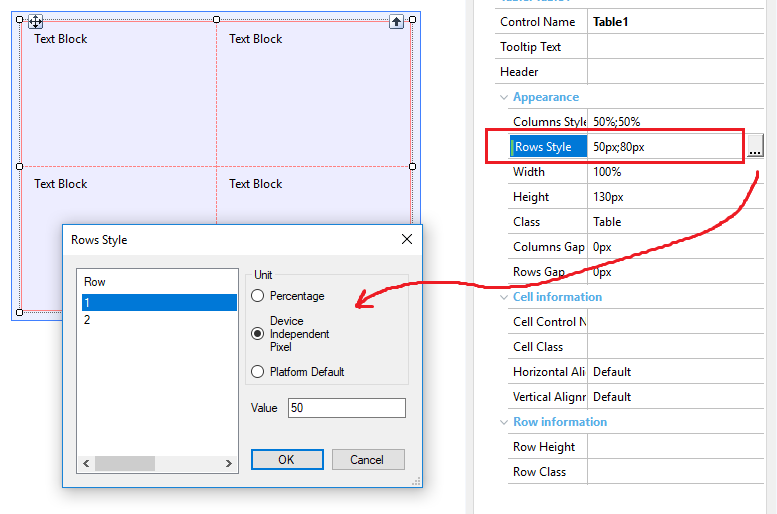 Text Block
Text Block
Text Block
Text Block
Rows Style
Row
1
2
Unit
Percentage
Device
Independent
Pixel
Platform Default
Value 50
OK
Cancel
Control Name Table1
Tooltip Text
Header
Appearance
Columns Style 50%;50%
Rows Style 50px;80px
...
Width 100%
Height 130px
Class Table
Columns Gap 0px
Rows Gap 0px
Cell information
Cell Control N
Cell Class
Horizontal Ali Default
Vertical Alignm Default
Row information
Row Height
Row Class